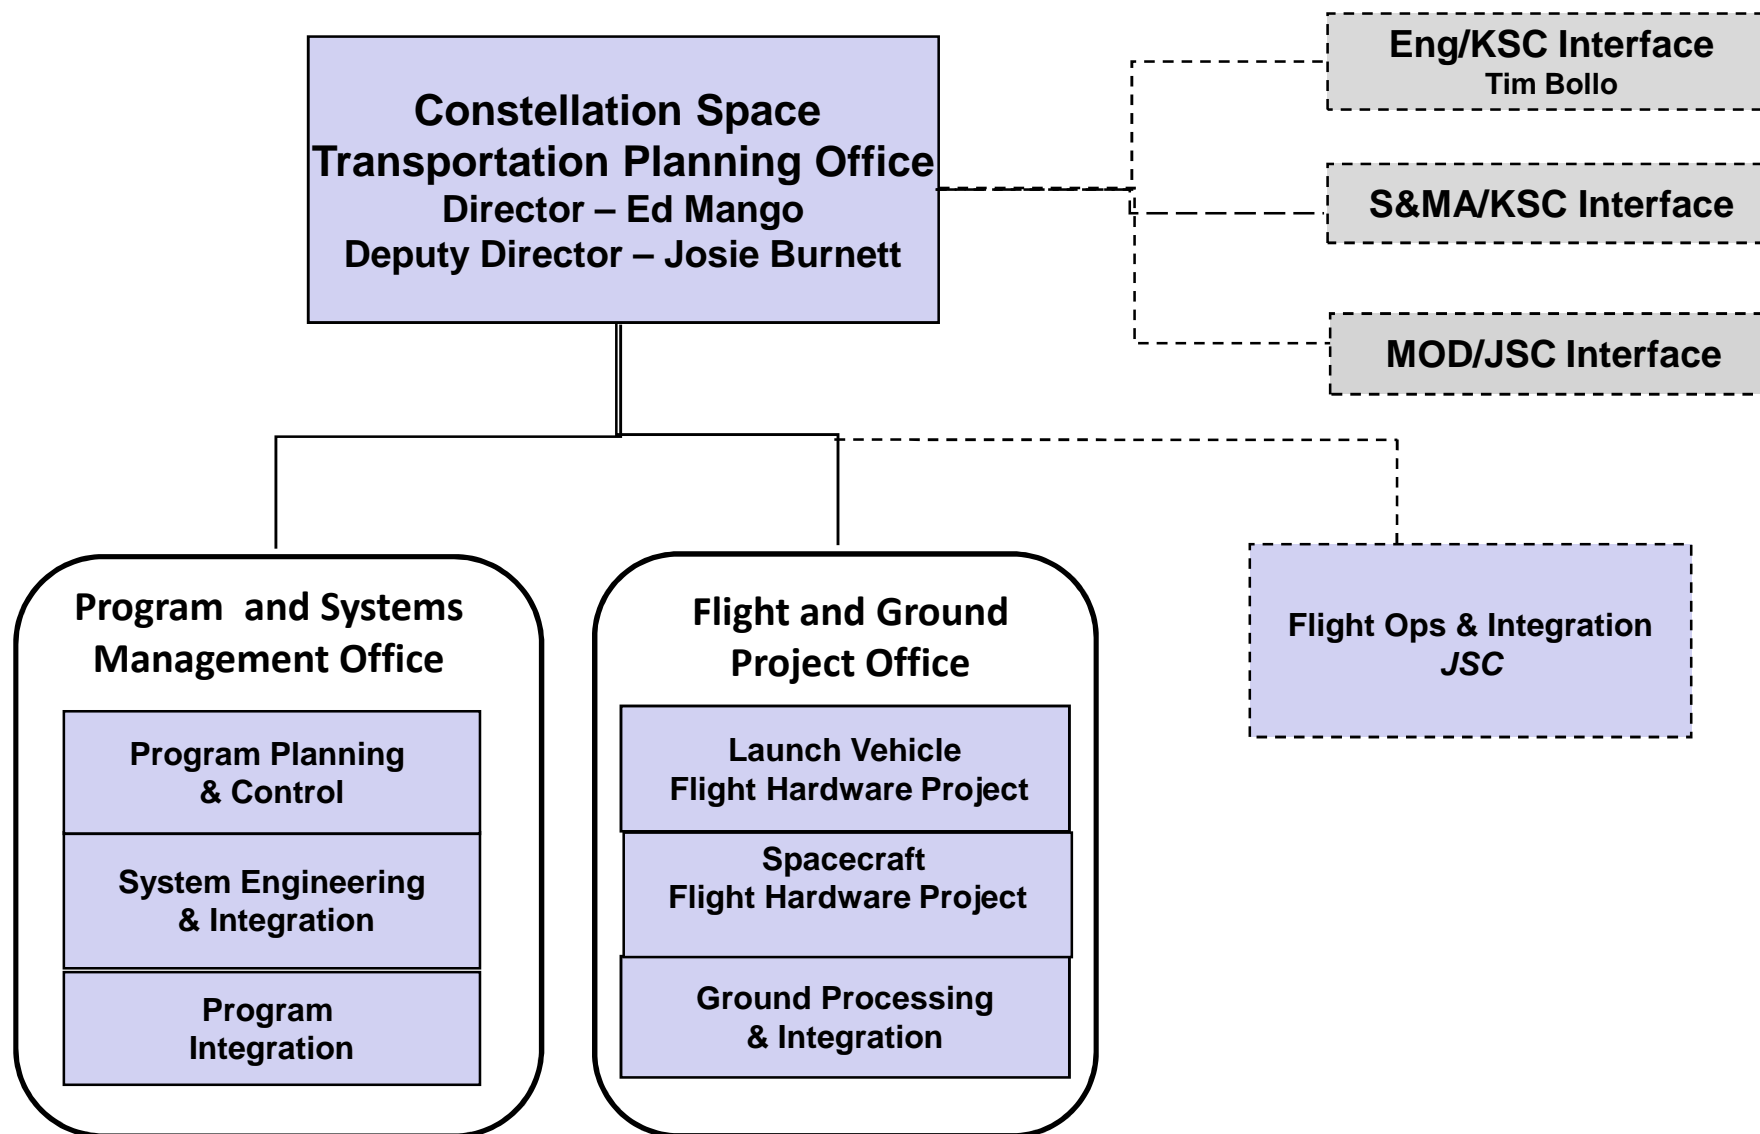 Constellation Space
Transportation Planning Office
Director – Ed Mango
Deputy Director – Josie Burnett
Eng/KSC Interface
Tim Bollo
S&MA/KSC Interface
MOD/JSC Interface
Program and Systems
Management Office
Program Planning
& Control
System Engineering
& Integration
Program
Integration
Flight and Ground
Project Office
Launch Vehicle
Flight Hardware Project
Spacecraft
Flight Hardware Project
Ground Processing
& Integration
Flight Ops & Integration
JSC